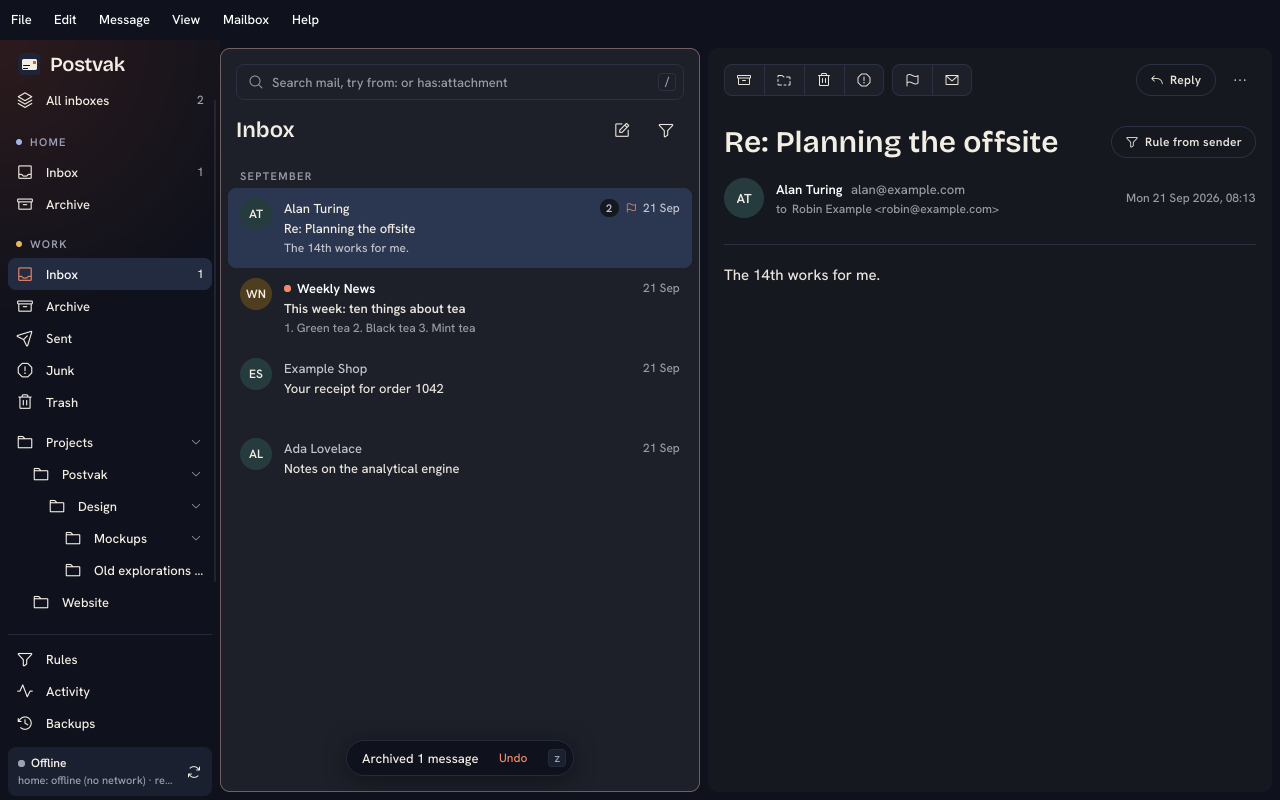 File Edit Message View Mailbox Help
Postvak
All inboxes 2
HOME
Inbox 1
Archive
WORK
Inbox 1
Archive
Sent
Junk
Trash
Projects
Postvak
Design
Mockups
Old explorations ...
Website
Rules
Activity
Backups
Offline
home: offline (no network) · re...
Search mail, try from: or has:attachment /
Inbox
SEPTEMBER
AT Alan Turing 2 21 Sep
Re: Planning the offsite
The 14th works for me.
WN Weekly News 21 Sep
This week: ten things about tea
1. Green tea 2. Black tea 3. Mint tea
ES Example Shop 21 Sep
Your receipt for order 1042
AL Ada Lovelace 21 Sep
Notes on the analytical engine
Archived 1 message Undo z
Reply ...
Re: Planning the offsite
Rule from sender
AT Alan Turing alan@example.com
to Robin Example <robin@example.com>
Mon 21 Sep 2026, 08:13
The 14th works for me.